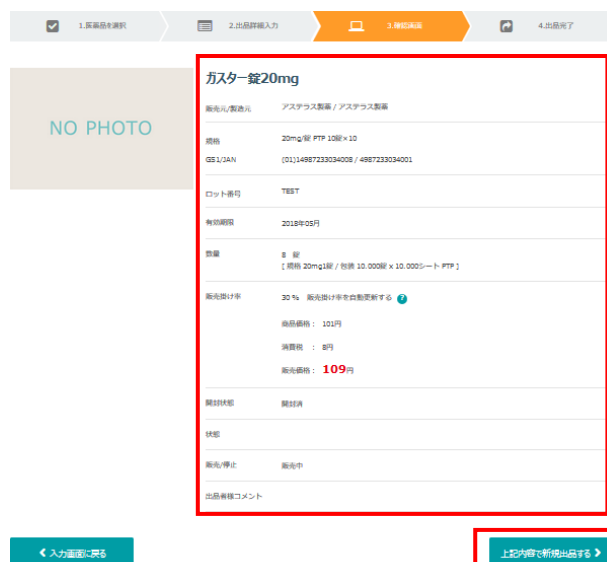 1.医薬品を選択
2.出品詳細入力
3.確認画面
4.出品完了
NO PHOTO
ガスター錠20mg
販売元/製造元 アステラス製薬 / アステラス製薬
規格 20mg/錠 PTP 10錠×10
GS1/JAN (01)14987233034008 / 4987233034001
ロット番号 TEST
有効期限 2018年05月
数量 8 錠
[ 規格 20mg1錠 / 包装 10.000錠 x 10.000シート PTP ]
販売掛け率 30 % 販売掛け率を自動更新する ?
商品価格： 101円
消費税 ： 8円
販売価格： 109円
開封状態 開封済
状態
販売/停止 販売中
出品者様コメント
入力画面に戻る
上記内容で新規出品する